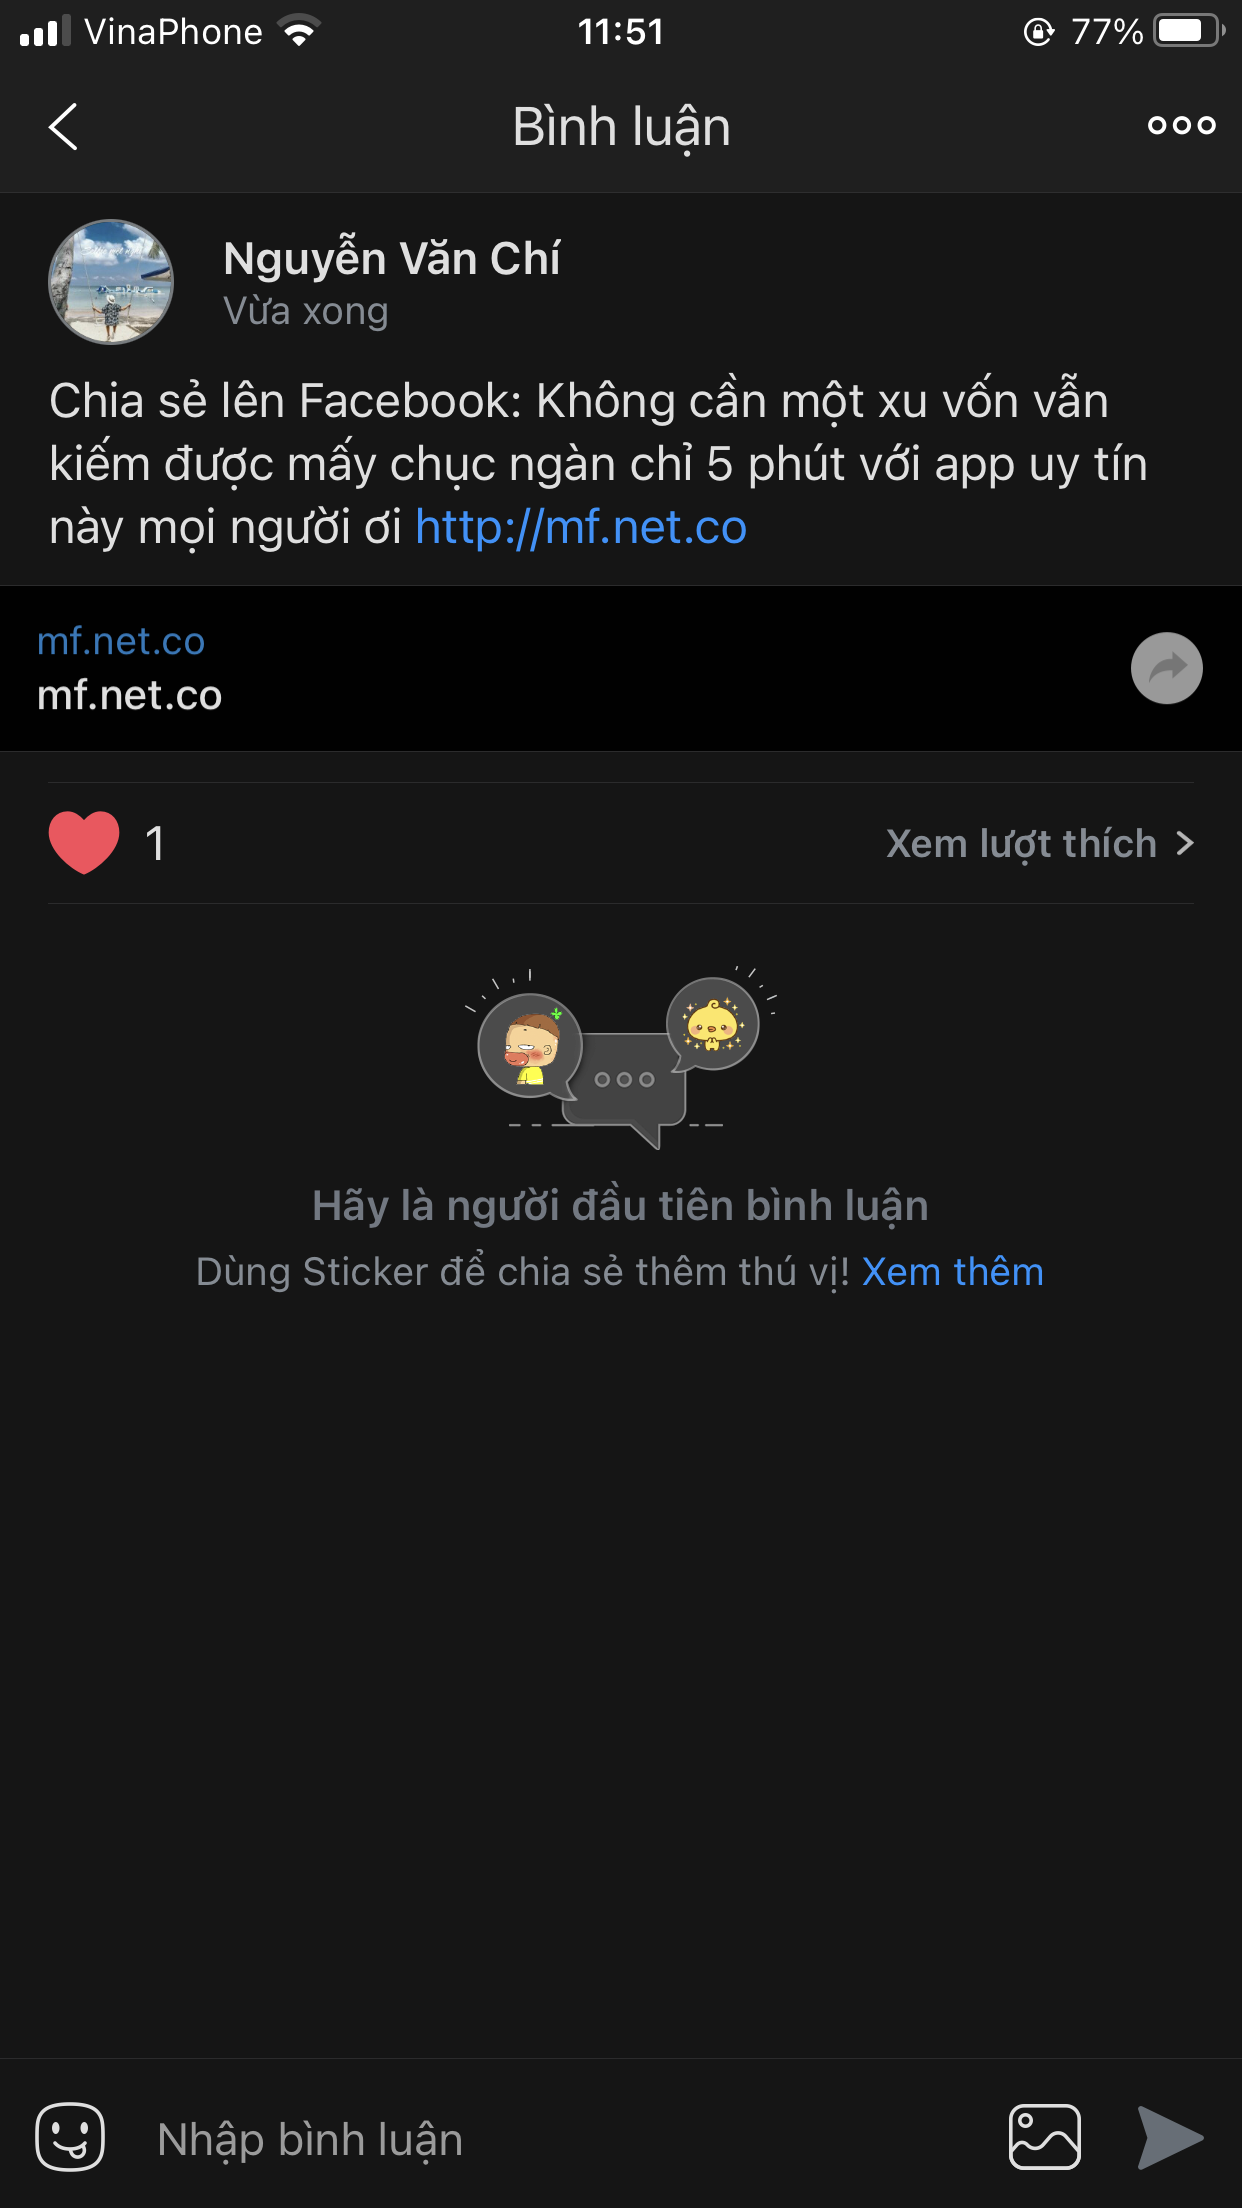 VinaPhone 11:51 77%
Bình luận
Nguyễn Văn Chí
Vừa xong
Chia sẻ lên Facebook: Không cần một xu vốn vẫn
kiếm được mấy chục ngàn chỉ 5 phút với app uy tín
này mọi người ơi http://mf.net.co
mf.net.co
mf.net.co
1 Xem lượt thích
Hãy là người đầu tiên bình luận
Dùng Sticker để chia sẻ thêm thú vị! Xem thêm
Nhập bình luận